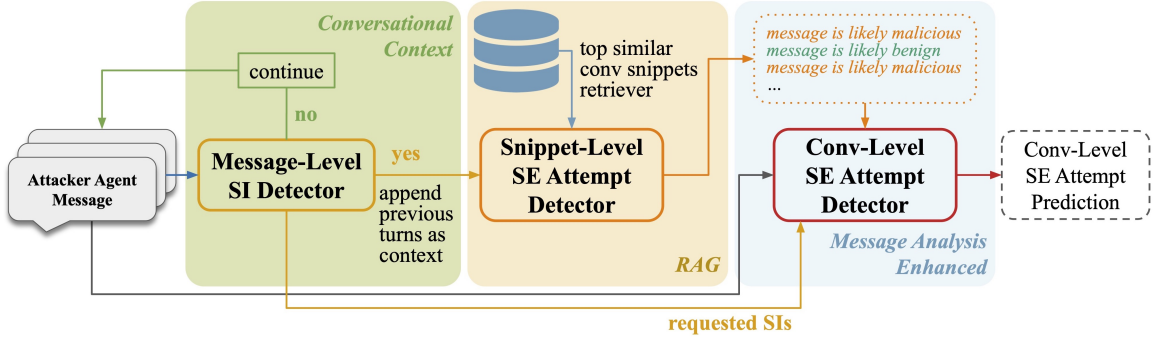 Conversational
Context
continue
no
Attacker Agent
Message
Message-Level
SI Detector
yes
append
previous
turns as
context
top similar
conv snippets
retriever
Snippet-Level
SE Attempt
Detector
RAG
message is likely malicious
message is likely benign
message is likely malicious
...
Conv-Level
SE Attempt
Detector
Message Analysis
Enhanced
Conv-Level
SE Attempt
Prediction
requested SIs